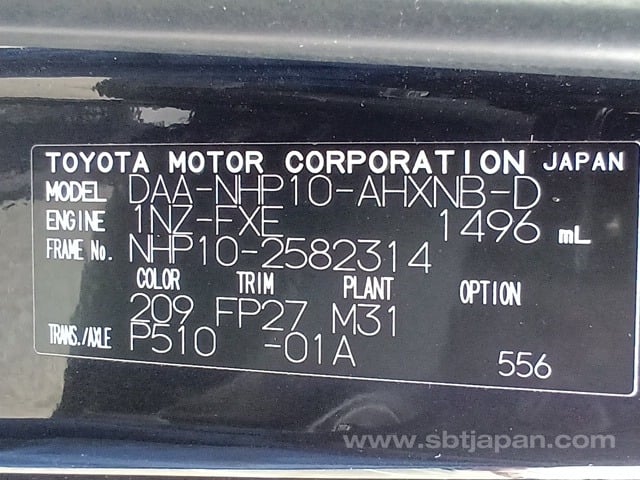 TOYOTA MOTOR CORPORATION JAPAN
MODEL DAA-NHP10-AHXNB-D
ENGINE 1NZ-FXE 1496 mL
FRAME No. NHP10-2582314
COLOR TRIM PLANT OPTION
209 FP27 M31
TRANS./AXLE P510 -01A
556
www.sbtjapan.com